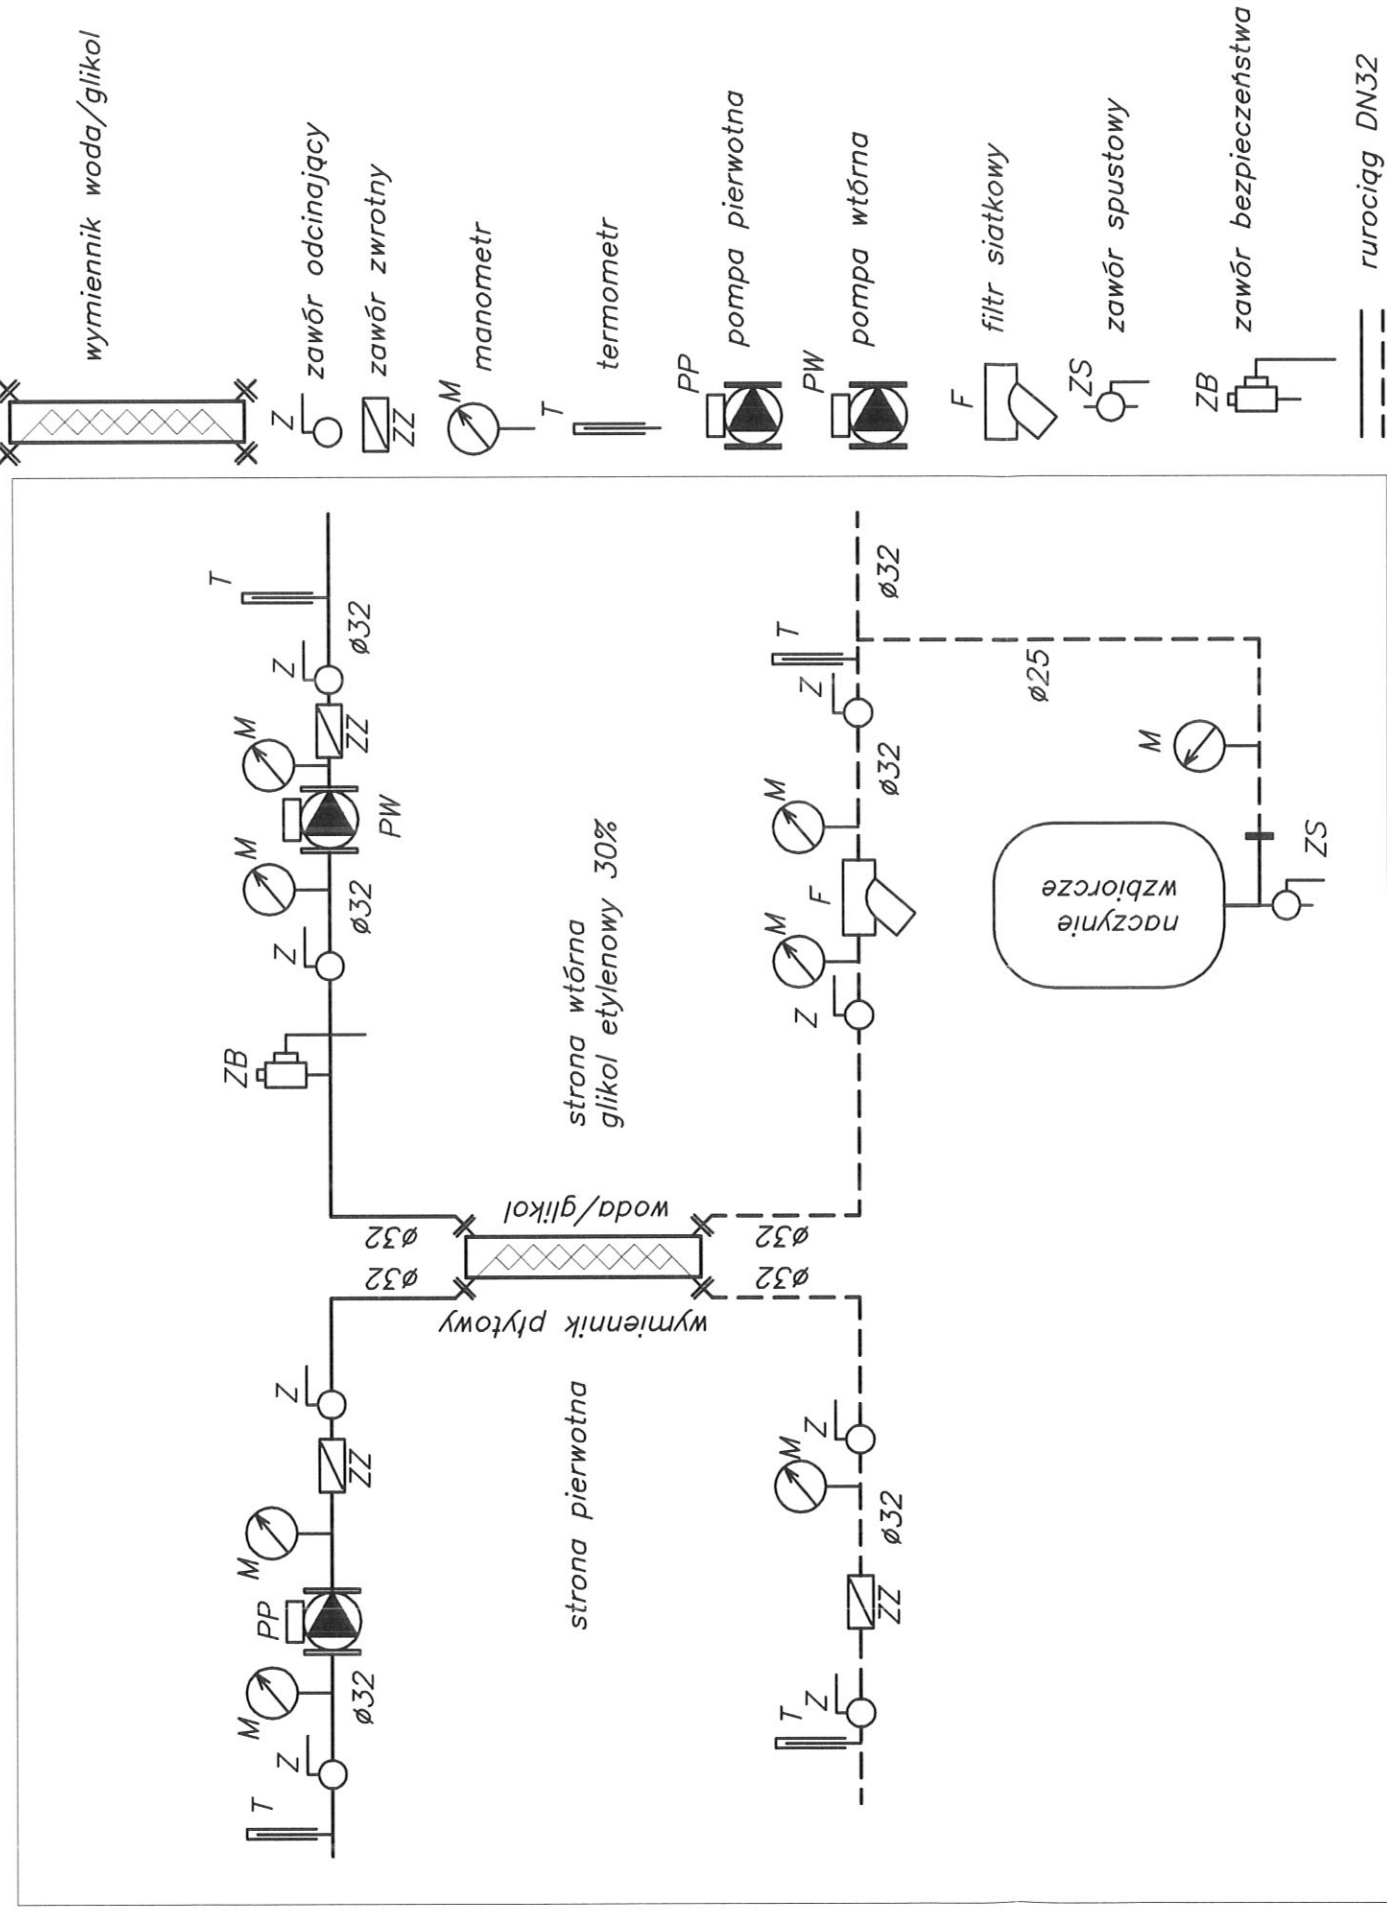 T
Z
M
ø32
PP
M
ZZ
Z
ø32
ø32
ZB
Z
M
ø32
PW
M
ZZ
Z
ø32
T
strona pierwotna
wymiennik płytowy
woda/glikol
strona wtórna
glikol etylenowy 30%
T
Z
ZZ
ø32
M
Z
ø32
ø32
Z
M
F
M
ø32
Z
T
ø32
ø25
naczynie
wzbiorcze
M
ZS
wymiennik woda/glikol
Z
zawór odcinający
ZZ
zawór zwrotny
M
manometr
T
termometr
PP
pompa pierwotna
PW
pompa wtórna
F
filtr siatkowy
ZS
zawór spustowy
ZB
zawór bezpieczeństwa
rurociąg DN32